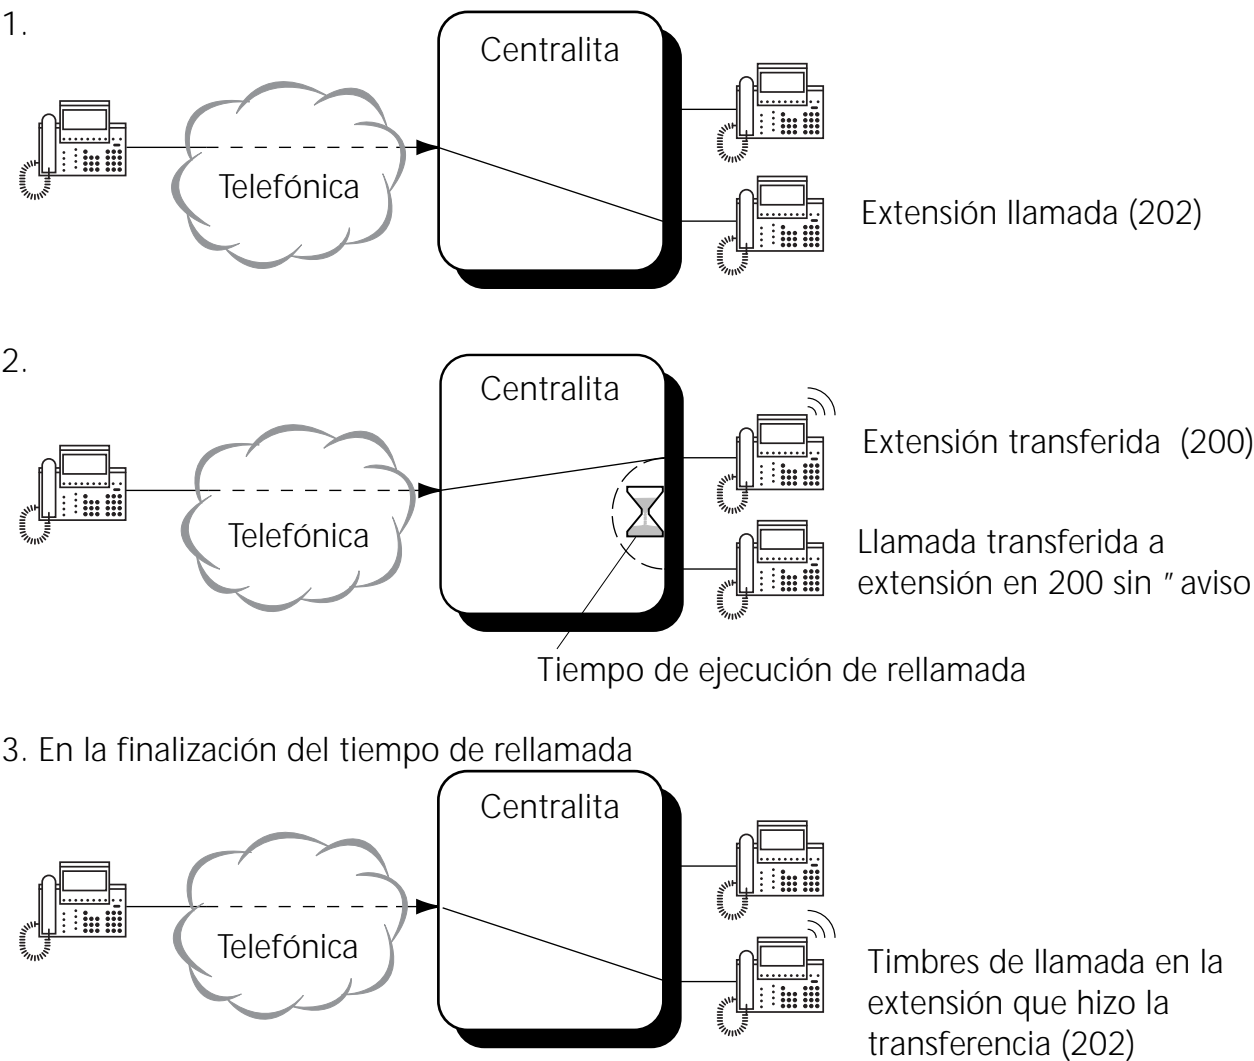 1.
Centralita
Telefónica
Extensión llamada (202)
2.
Centralita
Telefónica
Extensión transferida (200)
Llamada transferida a
extensión en 200 sin " aviso
Tiempo de ejecución de rellamada
3. En la finalización del tiempo de rellamada
Centralita
Telefónica
Timbres de llamada en la
extensión que hizo la
transferencia (202)